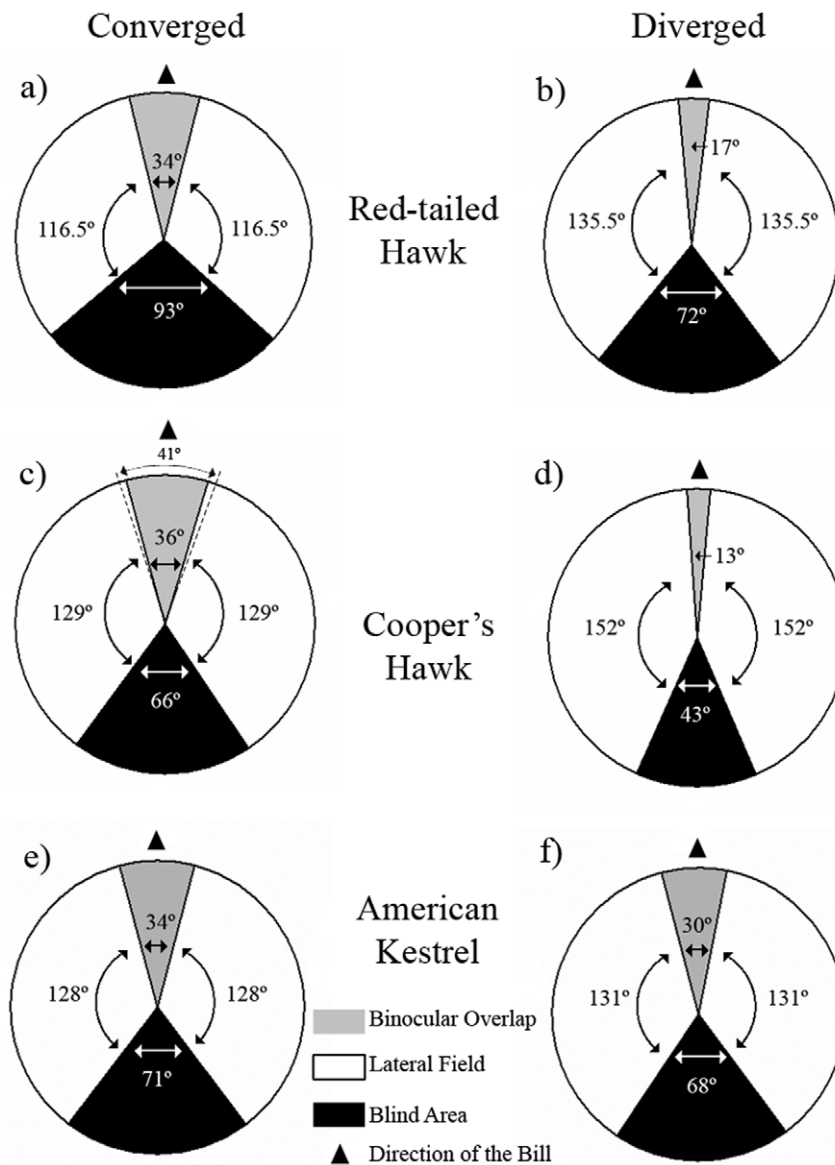 Converged
Diverged
a)
34º
116.5º
116.5º
93º
Red-tailed
Hawk
b)
17º
135.5º
135.5º
72º
c)
41º
36º
129º
129º
66º
Cooper's
Hawk
d)
13º
152º
152º
43º
e)
34º
128º
128º
71º
American
Kestrel
f)
30º
131º
131º
68º
Binocular Overlap
Lateral Field
Blind Area
Direction of the Bill